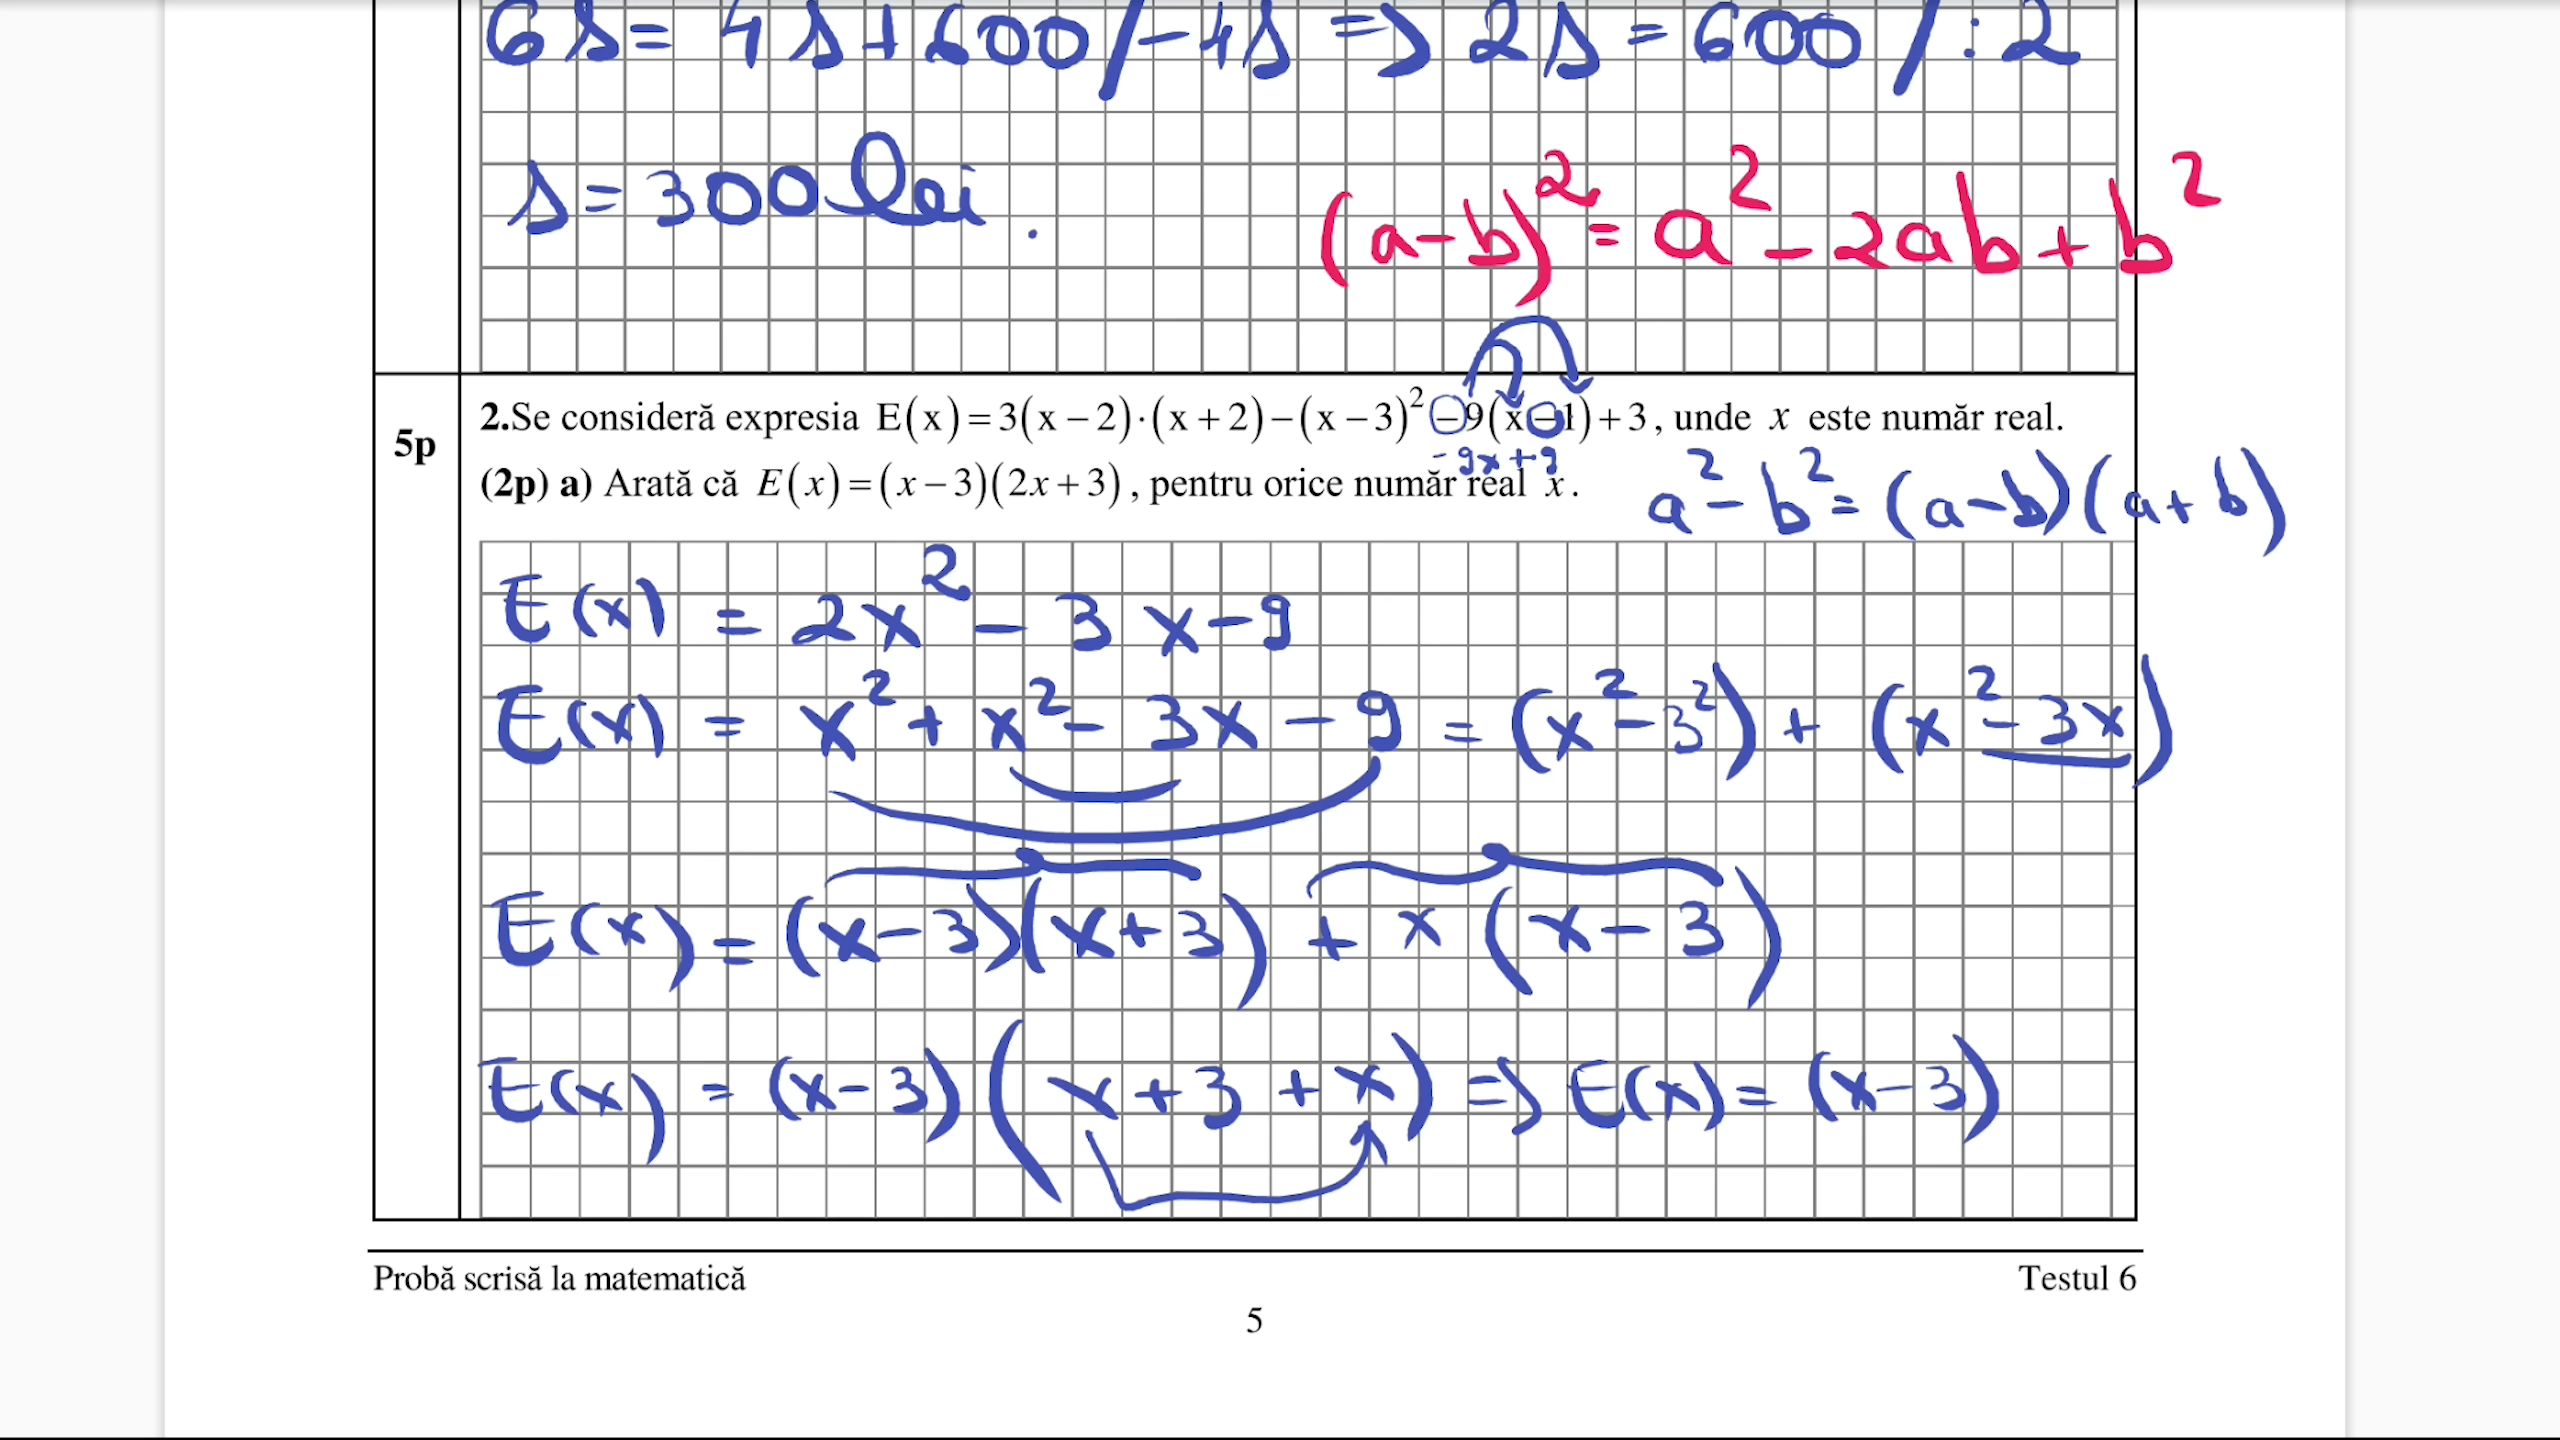 6s = 4s + 600 / -4s => 2s = 600 / : 2
s = 300 lei.
(a-b)² = a² - 2ab + b²
5p
2.Se consideră expresia E(x)=3(x−2)·(x+2)−(x−3)²−9(x−1)+3, unde x este număr real.
-9x+9
(2p) a) Arată că E(x)=(x−3)(2x+3), pentru orice număr real x.
a² - b² = (a-b)(a+b)
E(x) = 2x² - 3x - 9
E(x) = x² + x² - 3x - 9 = (x² - 3²) + (x² - 3x)
E(x) = (x-3)(x+3) + x(x-3)
E(x) = (x-3)(x+3+x) => E(x) = (x-3)
Probă scrisă la matematică
Testul 6
5